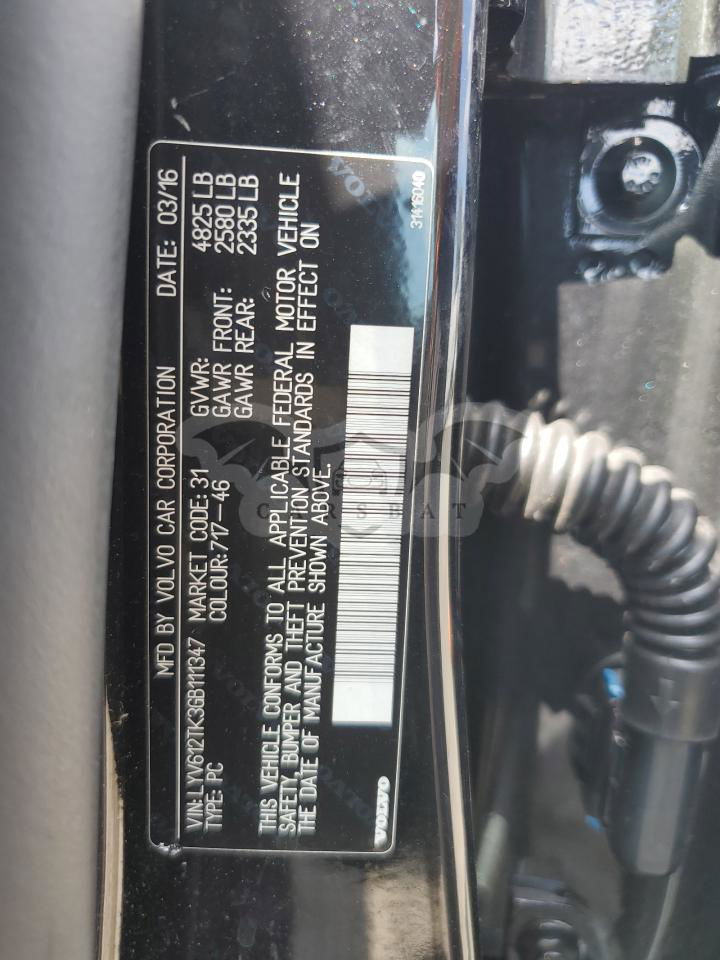 MFD BY VOLVO CAR CORPORATION DATE: 03/16
VIN: LYV612TK3GB111347 MARKET CODE: 31 GVWR: 4825 LB
TYPE: PC COLOUR: 717-46 GAWR FRONT: 2580 LB
GAWR REAR: 2335 LB
THIS VEHICLE CONFORMS TO ALL APPLICABLE FEDERAL MOTOR VEHICLE
SAFETY, BUMPER AND THEFT PREVENTION STANDARDS IN EFFECT ON
THE DATE OF MANUFACTURE SHOWN ABOVE.
VOLVO 31416040
CARSBAT